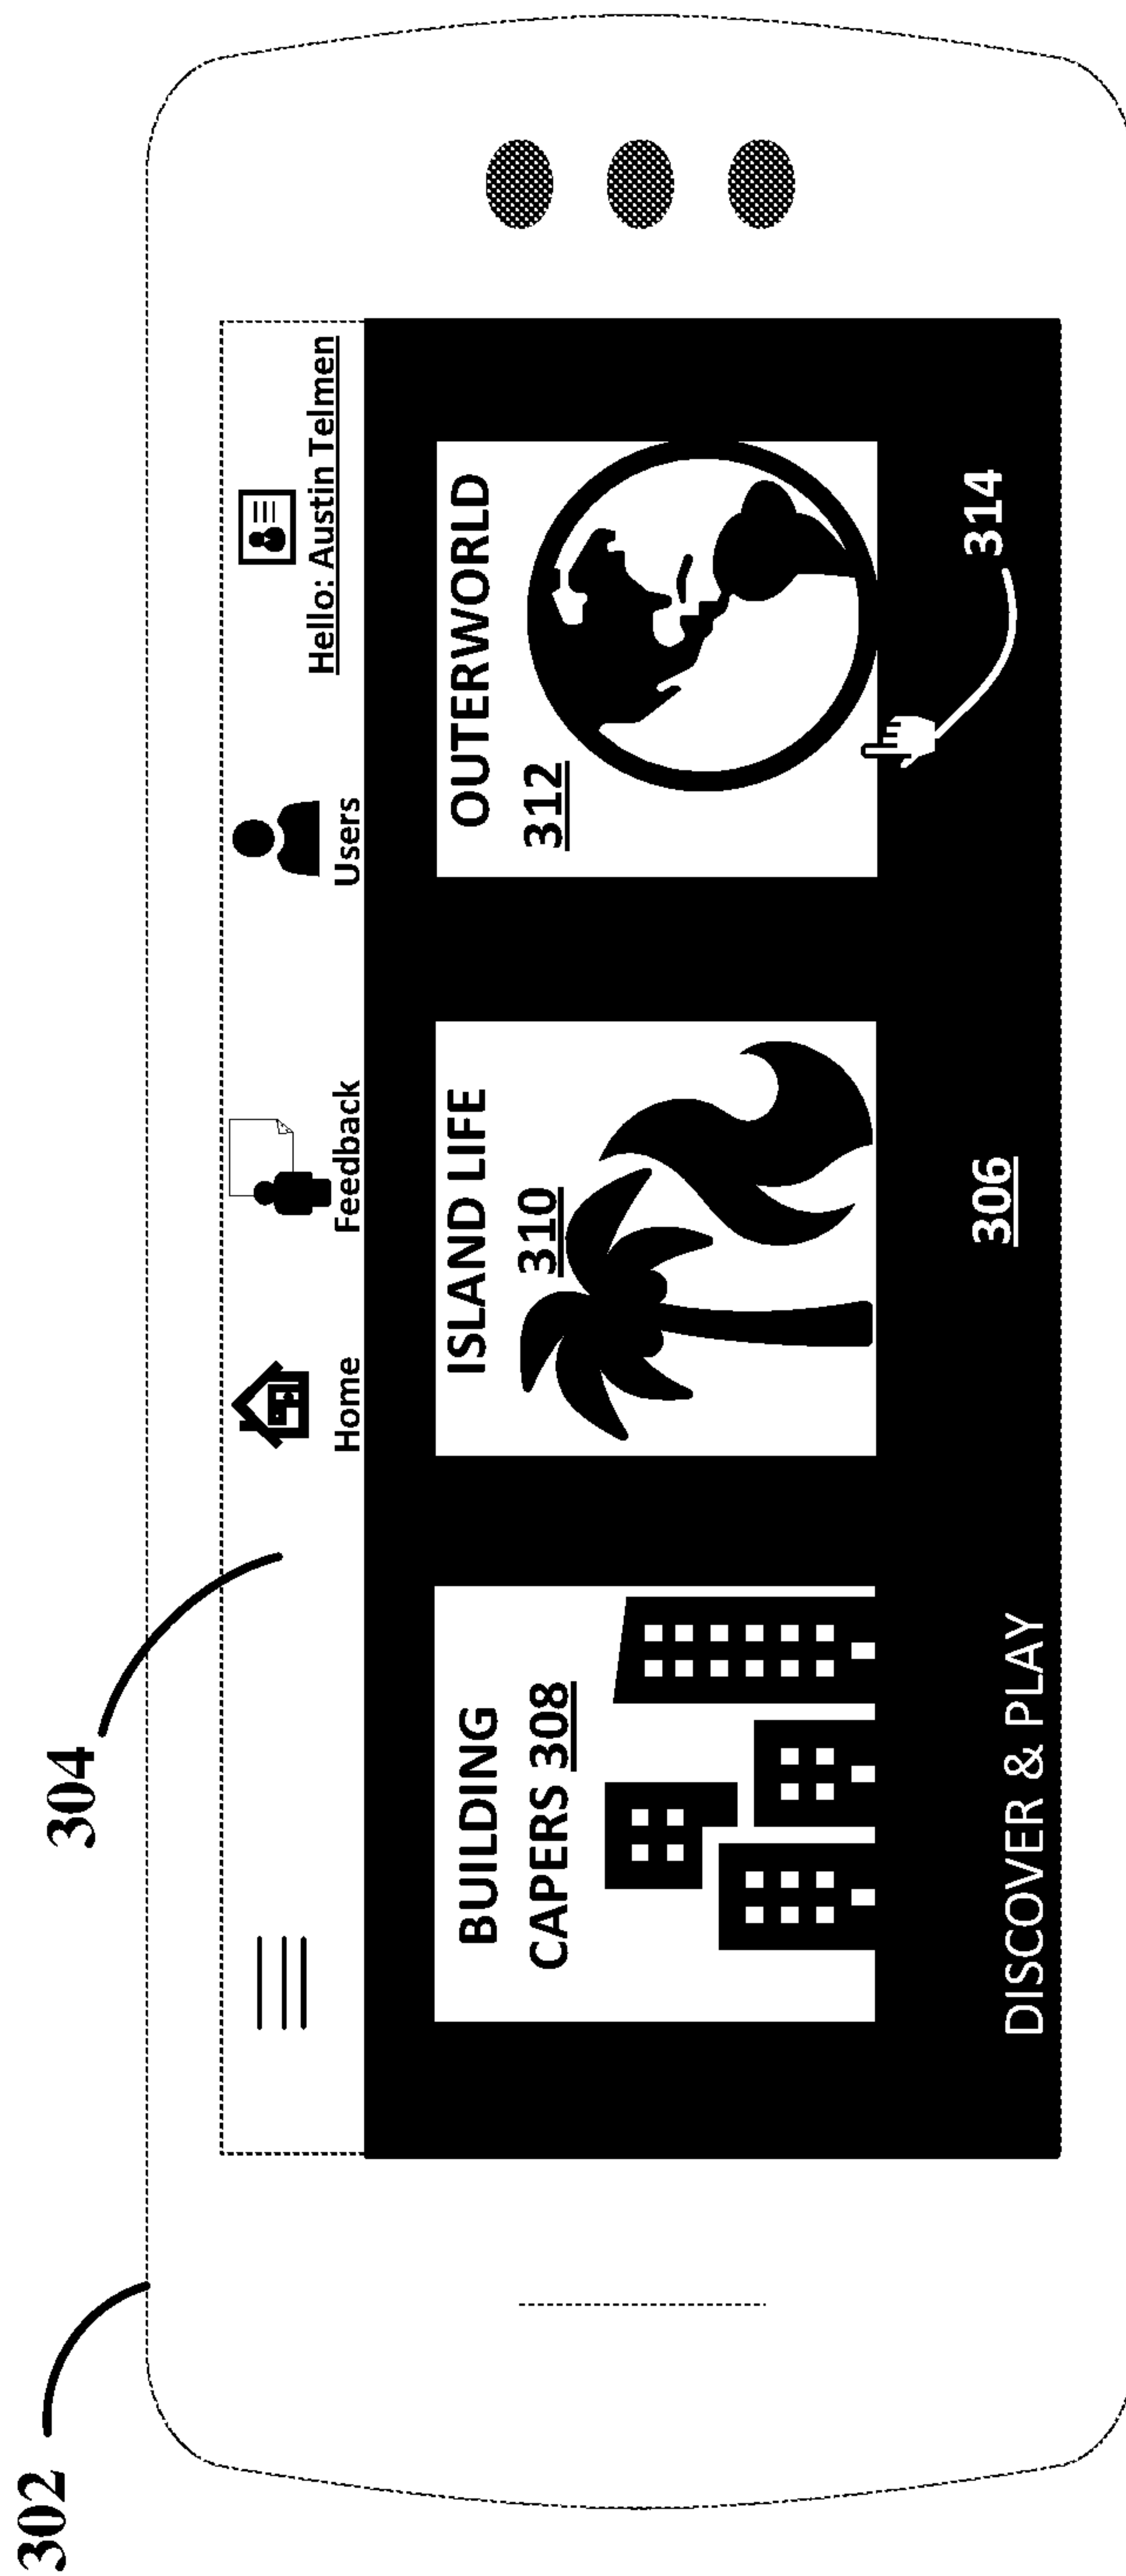 302
304
Home
Feedback
Users
Hello: Austin Telmen
BUILDING
CAPERS 308
ISLAND LIFE
310
OUTERWORLD
312
314
306
DISCOVER & PLAY